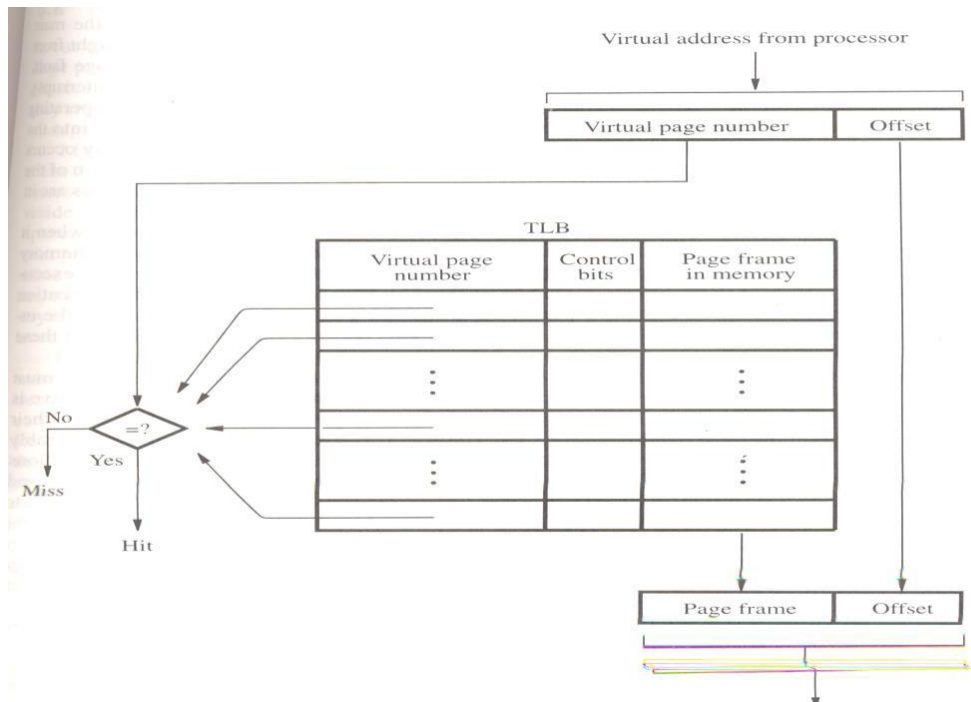 Virtual address from processor
Virtual page number Offset
TLB
Virtual page number Control bits Page frame in memory
No
=?
Yes
Miss
Hit
Page frame Offset